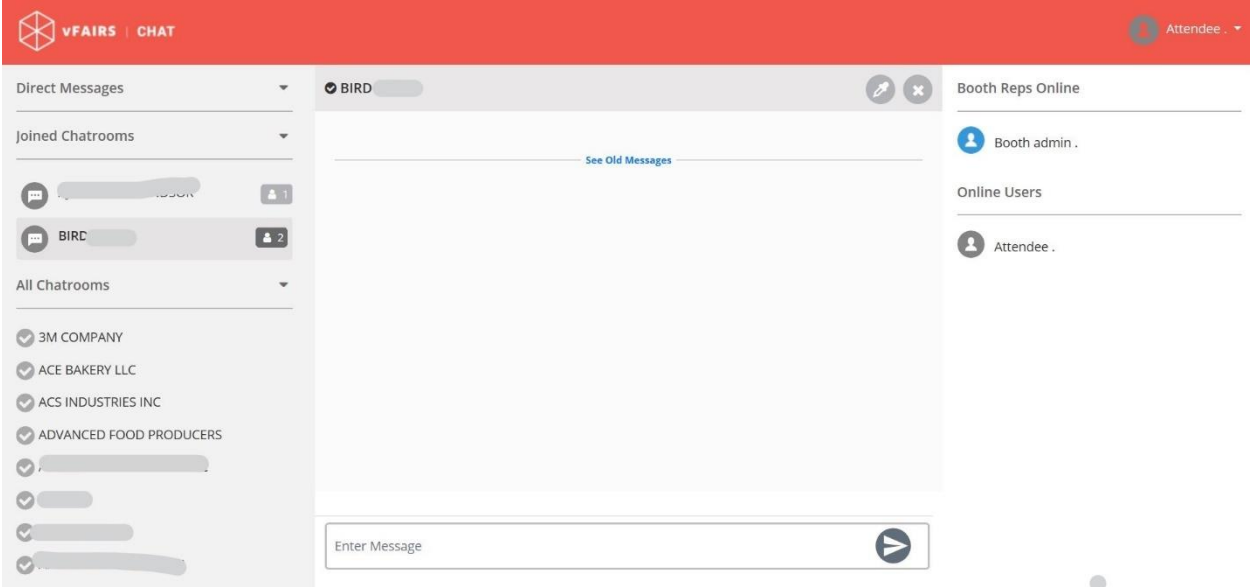 vFAIRS | CHAT
Attendee .
Direct Messages
Joined Chatrooms
1
BIRD
2
All Chatrooms
3M COMPANY
ACE BAKERY LLC
ACS INDUSTRIES INC
ADVANCED FOOD PRODUCERS
BIRD
See Old Messages
Enter Message
Booth Reps Online
Booth admin .
Online Users
Attendee .